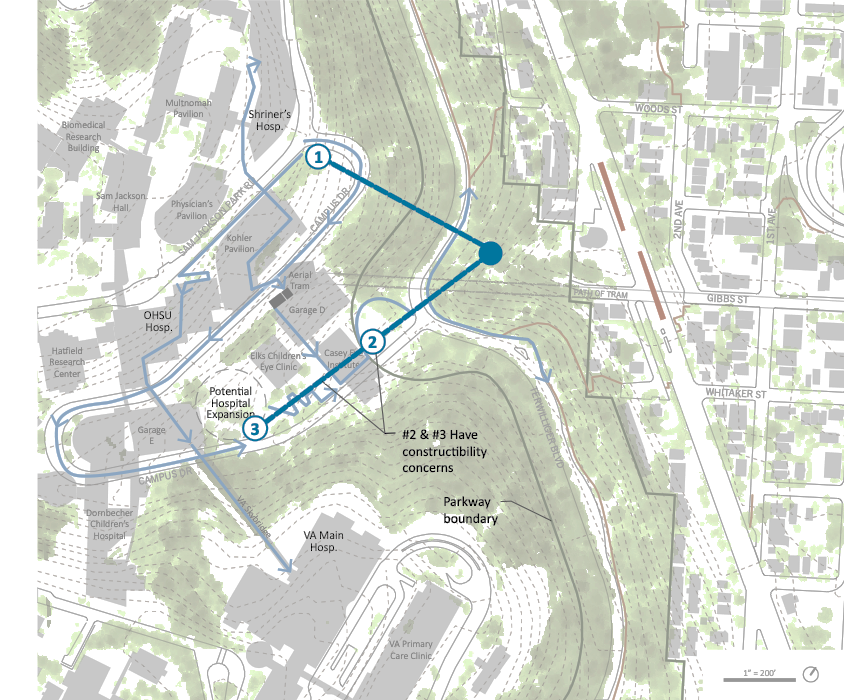 WOODS ST
Multnomah
Pavilion
Shriner's
Hosp.
Biomedical
Research
Building
1
Sam Jackson
Hall
Physician's
Pavilion
SAM JACKSON PARK RD
CAMPUS DR
2ND AVE
1ST AVE
Kohler
Pavilion
Aerial
Tram
PATH OF TRAM
GIBBS ST
Garage D
OHSU
Hosp.
2
Hatfield
Research
Center
Elks Children's
Eye Clinic
Casey Eye
Institute
WHITAKER ST
Potential
Hospital
Expansion
TERWILLIGER BLVD
3
Garage
E
#2 & #3 Have
constructibility
concerns
CAMPUS DR
VA Skybridge
Parkway
boundary
Dornbecher
Children's
Hospital
VA Main
Hosp.
VA Primary
Care Clinic
1" = 200'